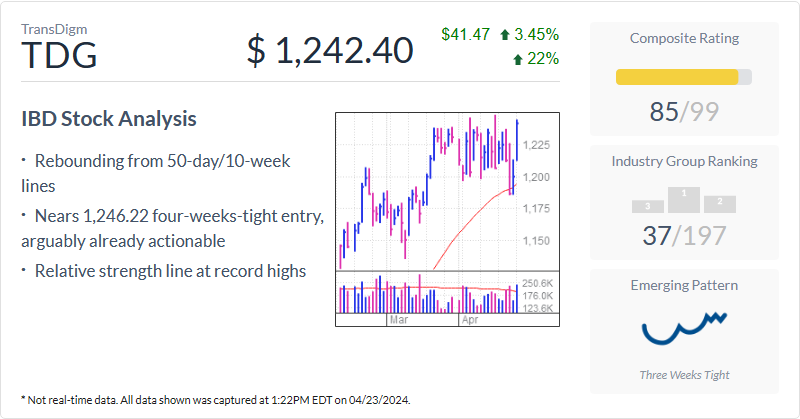 TransDigm
TDG
$ 1,242.40
$41.47 3.45%
22%
IBD Stock Analysis
• Rebounding from 50-day/10-week
lines
• Nears 1,246.22 four-weeks-tight entry,
arguably already actionable
• Relative strength line at record highs
1,225
1,200
1,175
1,150
250.6K
176.0K
123.6K
Mar
Apr
Composite Rating
85/99
Industry Group Ranking
3
1
2
37/197
Emerging Pattern
Three Weeks Tight
* Not real-time data. All data shown was captured at 1:22PM EDT on 04/23/2024.